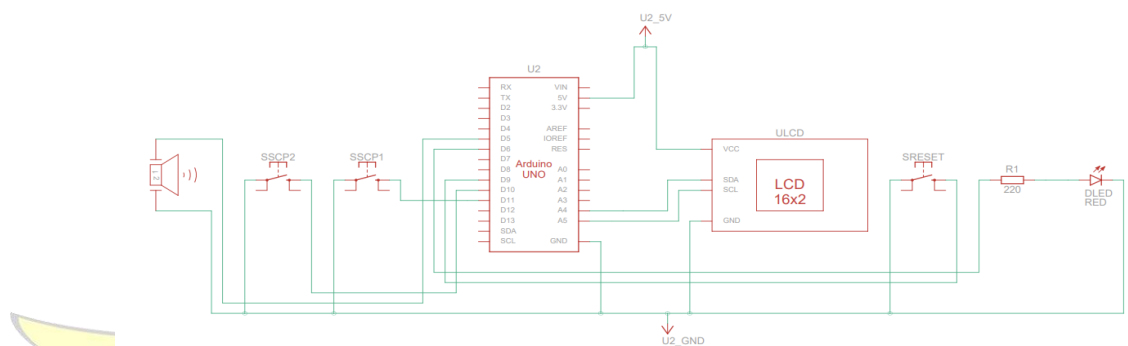 U2_5V
U2
RX
TX
D2
D3
D4
D5
D6
D7
D8
D9
D10
D11
D12
D13
SDA
SCL
VIN
5V
3.3V
AREF
IOREF
RES
A0
A1
A2
A3
A4
A5
GND
Arduino
UNO
SSCP2
SSCP1
ULCD
VCC
SDA
SCL
GND
LCD
16x2
SRESET
R1
220
DLED
RED
U2_GND